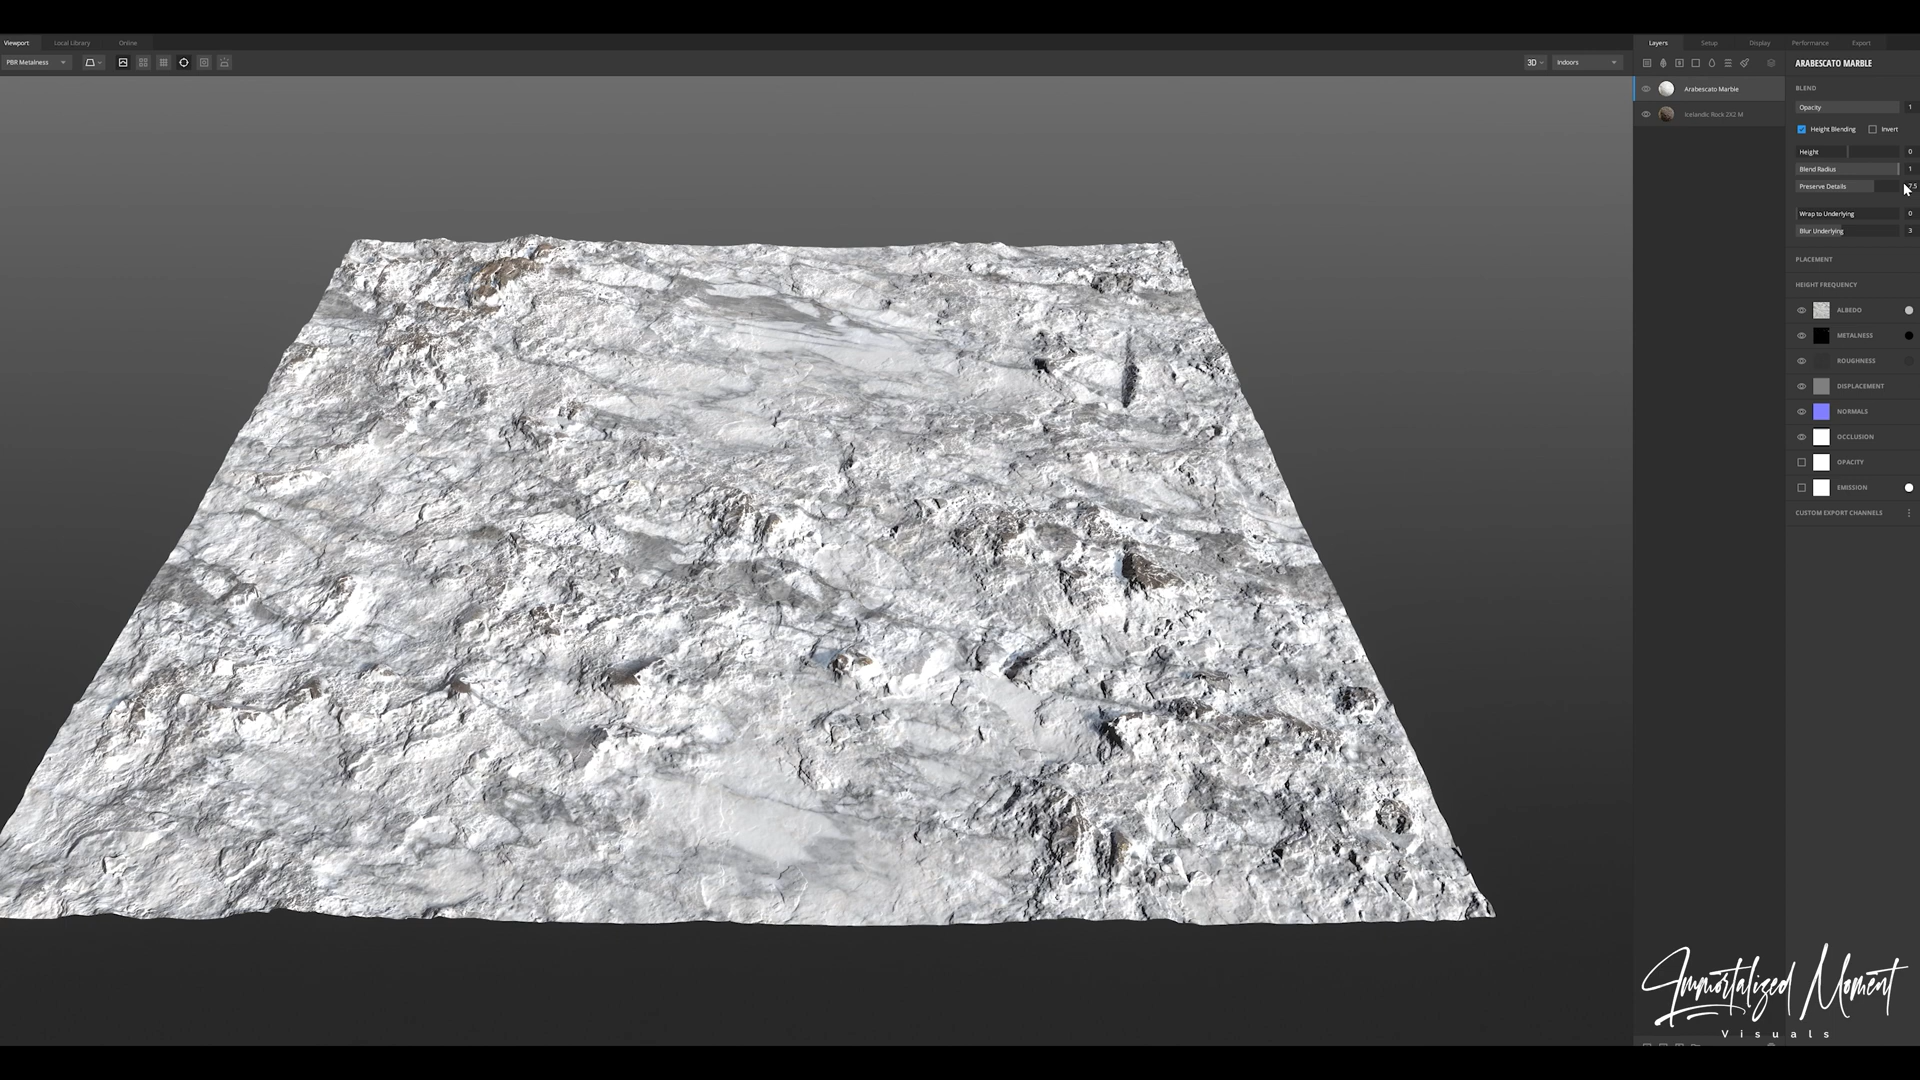 Viewport Local Library Online
PBR Metalness
3D Indoors
Layers Setup Display Performance Export
ARABESCATO MARBLE
Arabescato Marble
Icelandic Rock 2X2 M
BLEND
Opacity 1
Height Blending Invert
Height 0
Blend Radius 1
Preserve Details 7.5
Wrap to Underlying 0
Blur Underlying 3
PLACEMENT
HEIGHT FREQUENCY
ALBEDO
METALNESS
ROUGHNESS
DISPLACEMENT
NORMALS
OCCLUSION
OPACITY
EMISSION
CUSTOM EXPORT CHANNELS
Immortalized Moment
Visuals